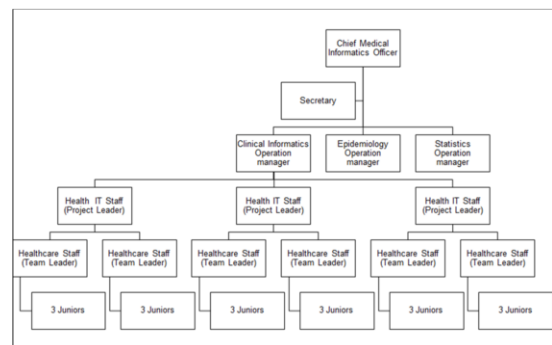 Chief Medical
Informatics Officer
Secretary
Clinical Informatics
Operation
manager
Epidemiology
Operation
manager
Statistics
Operation
manager
Health IT Staff
(Project Leader)
Health IT Staff
(Project Leader)
Health IT Staff
(Project Leader)
Healthcare Staff
(Team Leader)
Healthcare Staff
(Team Leader)
Healthcare Staff
(Team Leader)
Healthcare Staff
(Team Leader)
Healthcare Staff
(Team Leader)
Healthcare Staff
(Team Leader)
3 Juniors
3 Juniors
3 Juniors
3 Juniors
3 Juniors
3 Juniors